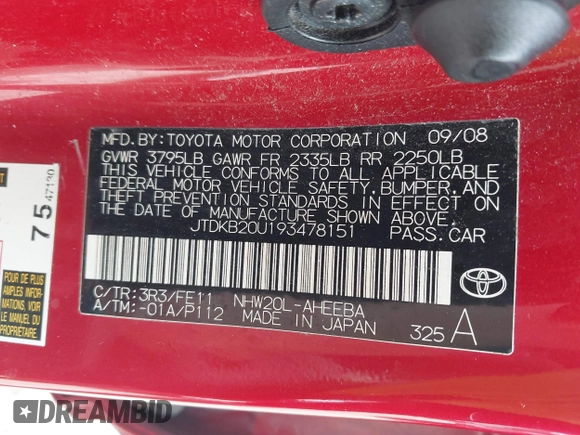 MFD.BY:TOYOTA MOTOR CORPORATION 09/08
GVWR 3795LB GAWR FR 2335LB RR 2250LB
THIS VEHICLE CONFORMS TO ALL APPLICABLE
FEDERAL MOTOR VEHICLE SAFETY, BUMPER, AND
THEFT PREVENTION STANDARDS IN EFFECT ON
THE DATE OF MANUFACTURE SHOWN ABOVE.
JTDKB20U193478151 PASS.CAR
C/TR:3R3/FE11 NHW20L-AHEEBA
A/TM:-01A/P112 MADE IN JAPAN
325 A
TOYOTA
75 47130
POUR DE PLUS
AMPLES
INFORMATIONS,
VOIR
LE MANUEL DU
PROPRIÉTAIRE
DREAMBID